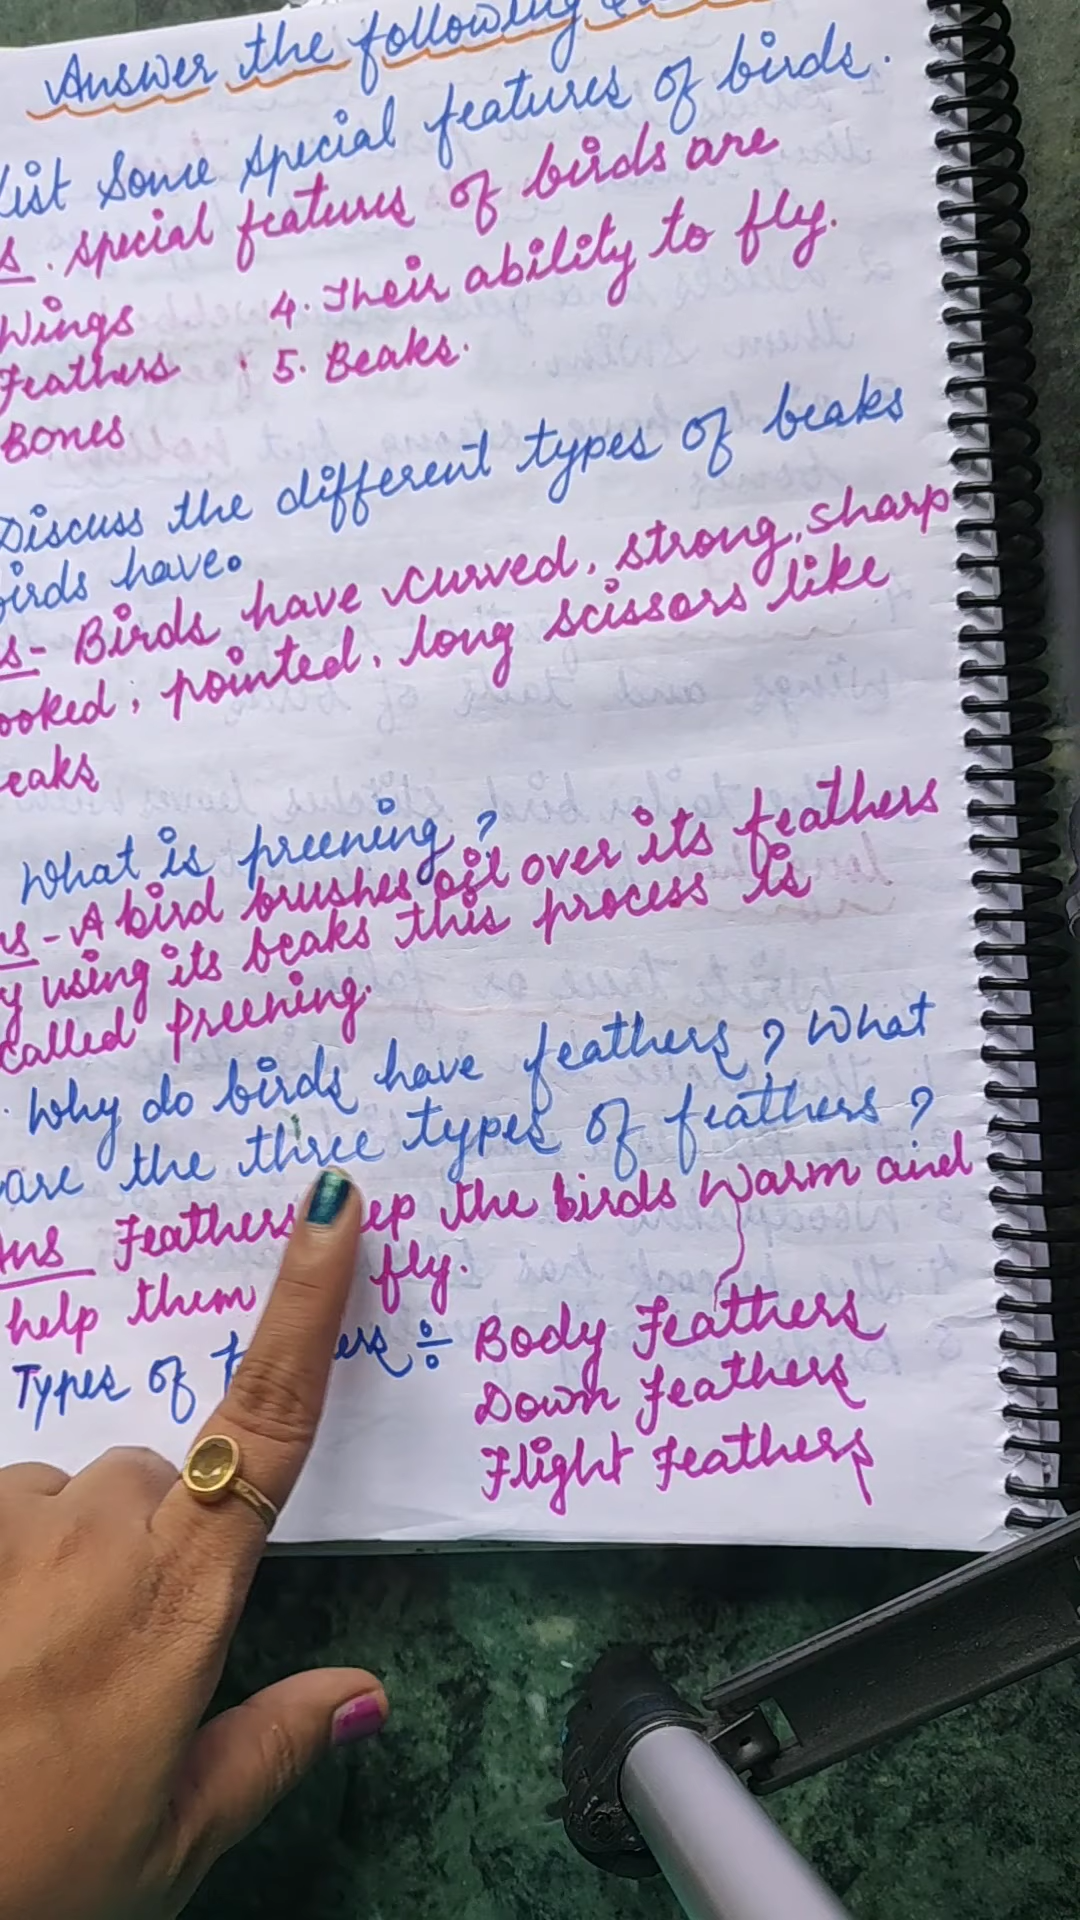 Answer the following
List Some special features of birds.
s. special features of birds are
Wings 4. Their ability to fly.
Feathers 5. Beaks.
Bones
Discuss the different types of beaks
birds have.
s- Birds have curved, strong, sharp
ooked, pointed, long scissors like
eaks
What is preening ?
ns - A bird brushes oil over its feathers
y using its beaks this process is
called preening.
Why do birds have feathers ? What
are the three types of feathers ?
Ans Feathers ep the birds warm and
help them fly.
Types of ers : Body Feathers
Down Feathers
Flight Feathers